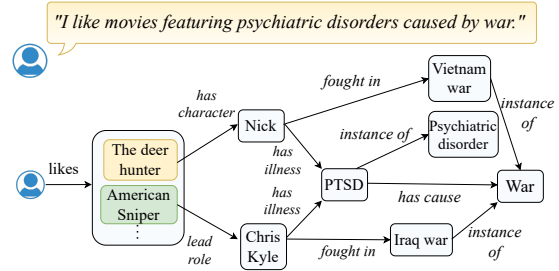 "I like movies featuring psychiatric disorders caused by war."
likes
The deer
hunter
American
Sniper
⋮
has
character
lead
role
Nick
Chris
Kyle
fought in
has
illness
has
illness
fought in
PTSD
instance of
has cause
Vietnam
war
Psychiatric
disorder
Iraq war
instance
of
War
instance
of